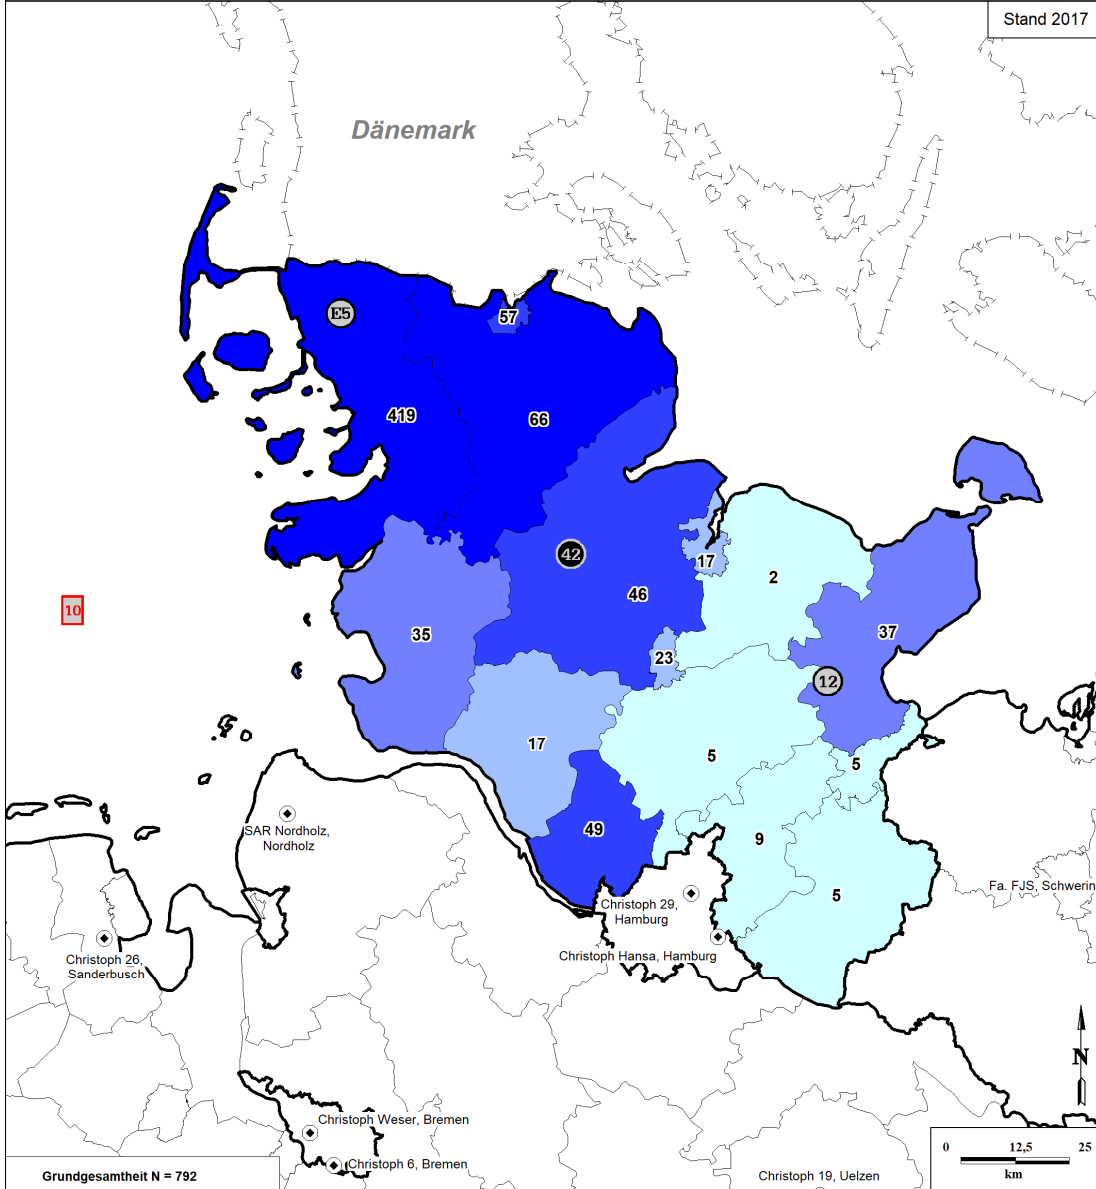 Stand 2017
Dänemark
E5
57
419
66
42
17
2
46
10
35
37
23
12
17
5
5
49
9
SAR Nordholz,
Nordholz
5
Fa. FJS, Schwerin
Christoph 29,
Hamburg
Christoph Hansa, Hamburg
Christoph 26,
Sanderbusch
N
Christoph Weser, Bremen
Christoph 6, Bremen
0 12,5 25
km
Grundgesamtheit N = 792
Christoph 19, Uelzen